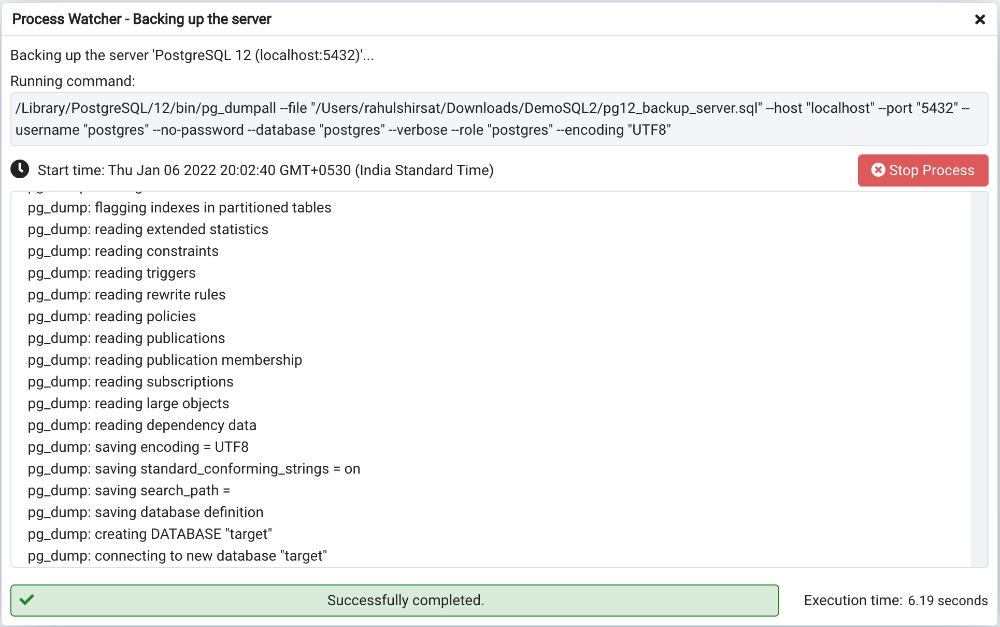 Process Watcher - Backing up the server
Backing up the server 'PostgreSQL 12 (localhost:5432)'...
Running command:
/Library/PostgreSQL/12/bin/pg_dumpall --file "/Users/rahulshirsat/Downloads/DemoSQL2/pg12_backup_server.sql" --host "localhost" --port "5432" --
username "postgres" --no-password --database "postgres" --verbose --role "postgres" --encoding "UTF8"
Start time: Thu Jan 06 2022 20:02:40 GMT+0530 (India Standard Time)
Stop Process
pg_dump: flagging indexes in partitioned tables
pg_dump: reading extended statistics
pg_dump: reading constraints
pg_dump: reading triggers
pg_dump: reading rewrite rules
pg_dump: reading policies
pg_dump: reading publications
pg_dump: reading publication membership
pg_dump: reading subscriptions
pg_dump: reading large objects
pg_dump: reading dependency data
pg_dump: saving encoding = UTF8
pg_dump: saving standard_conforming_strings = on
pg_dump: saving search_path =
pg_dump: saving database definition
pg_dump: creating DATABASE "target"
pg_dump: connecting to new database "target"
Successfully completed.
Execution time: 6.19 seconds